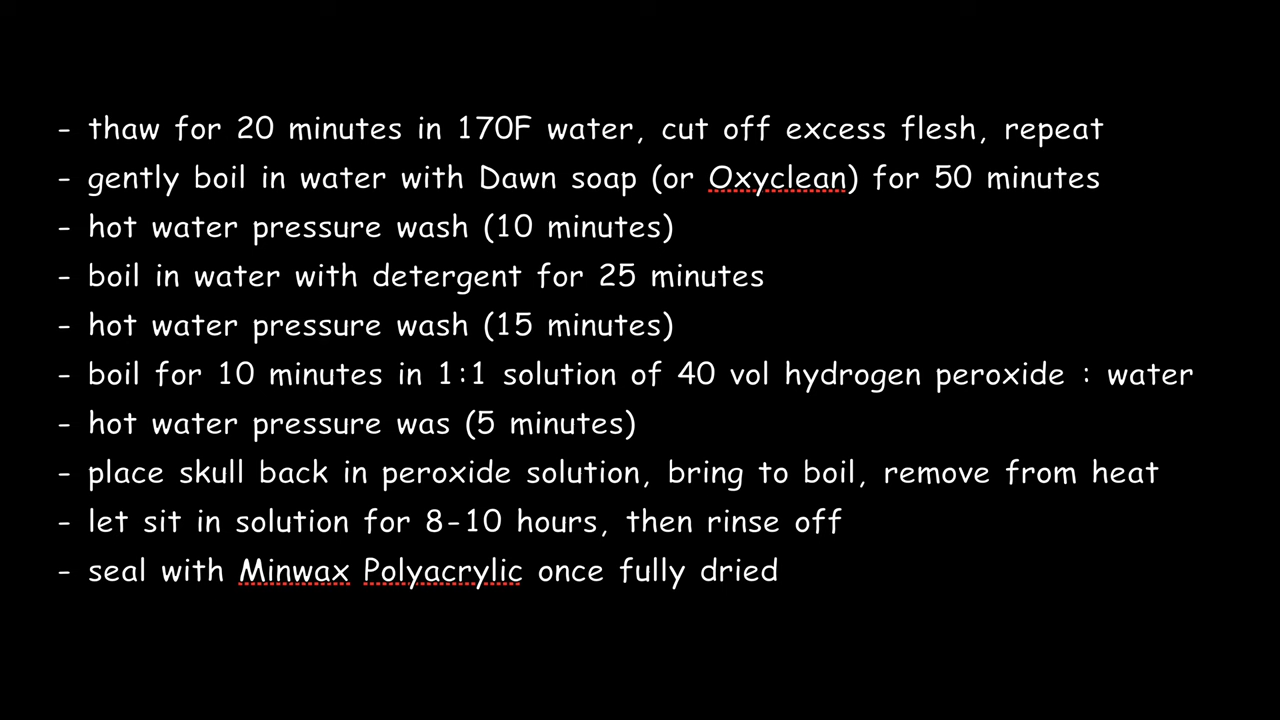 - thaw for 20 minutes in 170F water, cut off excess flesh, repeat
- gently boil in water with Dawn soap (or Oxyclean) for 50 minutes
- hot water pressure wash (10 minutes)
- boil in water with detergent for 25 minutes
- hot water pressure wash (15 minutes)
- boil for 10 minutes in 1:1 solution of 40 vol hydrogen peroxide : water
- hot water pressure was (5 minutes)
- place skull back in peroxide solution, bring to boil, remove from heat
- let sit in solution for 8-10 hours, then rinse off
- seal with Minwax Polyacrylic once fully dried